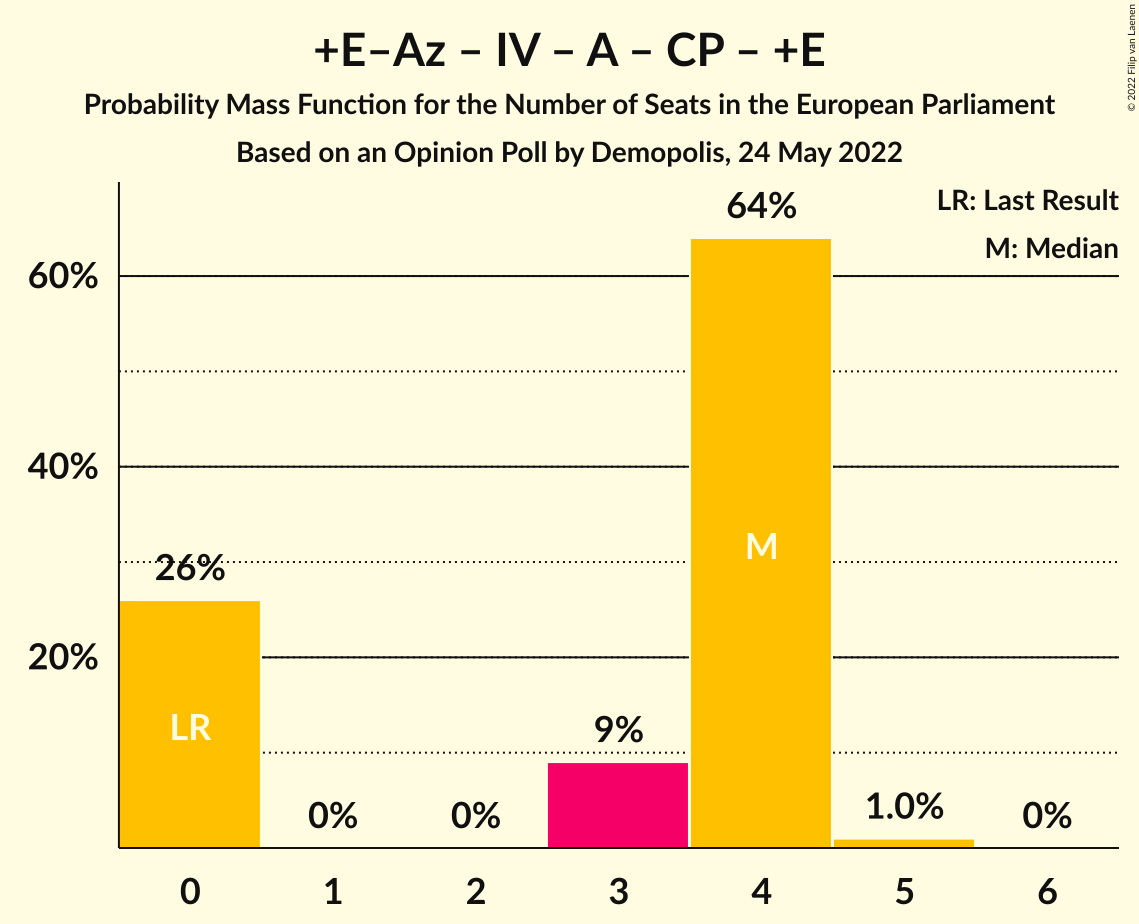 +E–Az – IV – A – CP – +E
Probability Mass Function for the Number of Seats in the European Parliament
Based on an Opinion Poll by Demopolis, 24 May 2022
© 2022 Filip van Laenen
LR: Last Result
M: Median
64%
60%
40%
26%
20%
M
LR
9%
0%
0%
1.0%
0%
0
1
2
3
4
5
6